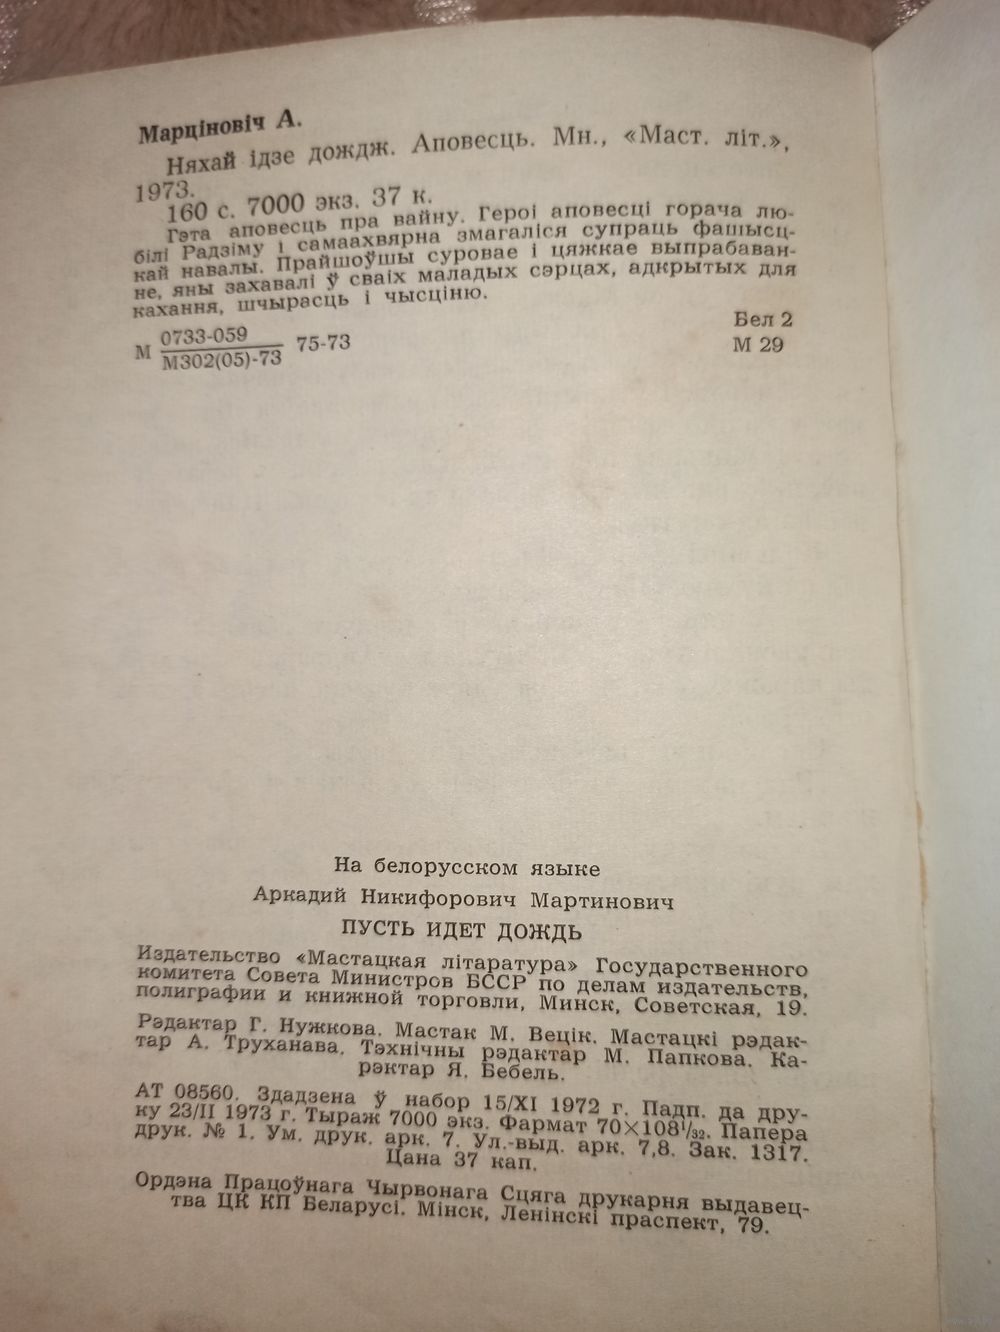 Марціновіч А.
Няхай ідзе дождж. Аповесць. Мн., «Маст. літ.»,
1973.
160 с. 7000 экз. 37 к.
Гэта аповесць пра вайну. Героі аповесці горача лю-
білі Радзіму і самаахвярна змагаліся супраць фашысц-
кай навалы. Прайшоўшы суровае і цяжкае выпрабаван-
не, яны захавалі ў сваіх маладых сэрцах, адкрытых для
кахання, шчырасць і чысціню.
М 0733-059
М302(05)-73 75-73
Бел 2
М 29
На белорусском языке
Аркадий Никифорович Мартинович
ПУСТЬ ИДЕТ ДОЖДЬ
Издательство «Мастацкая літаратура» Государственного
комитета Совета Министров БССР по делам издательств,
полиграфии и книжной торговли, Минск, Советская, 19.
Рэдактар Г. Нужкова. Мастак М. Вецік. Мастацкі рэдак-
тар А. Труханава. Тэхнічны рэдактар М. Папкова. Ка-
рэктар Я. Бебель.
АТ 08560. Здадзена ў набор 15/XI 1972 г. Падп. да дру-
ку 23/II 1973 г. Тыраж 7000 экз. Фармат 70×108¹/₃₂. Папера
друк. № 1. Ум. друк. арк. 7. Ул.-выд. арк. 7,8. Зак. 1317.
Цана 37 кап.
Ордэна Працоўнага Чырвонага Сцяга друкарня выдавец-
тва ЦК КП Беларусі. Мінск, Ленінскі праспект, 79.